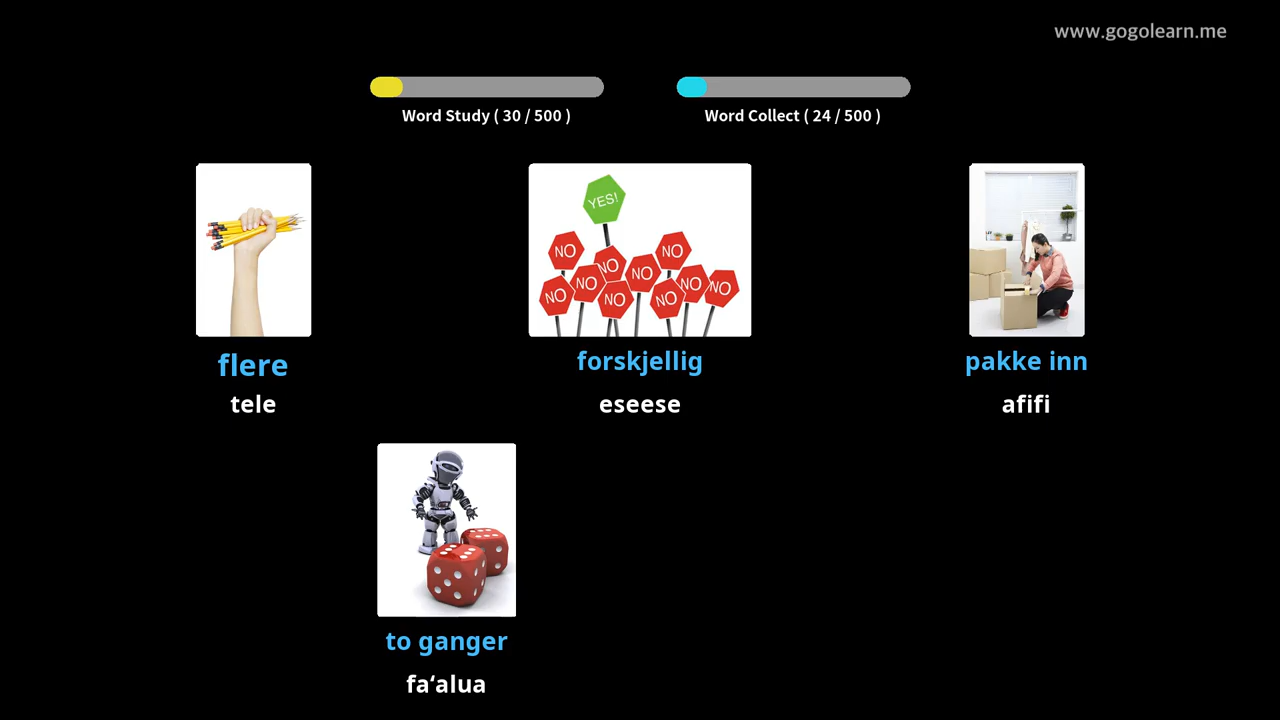 www.gogolearn.me
Word Study ( 30 / 500 )
Word Collect ( 24 / 500 )
YES!
NO
NO
NO
NO
NO
NO
NO
NO
NO
NO
flere
forskjellig
pakke inn
tele
eseese
afifi
to ganger
fa‘alua